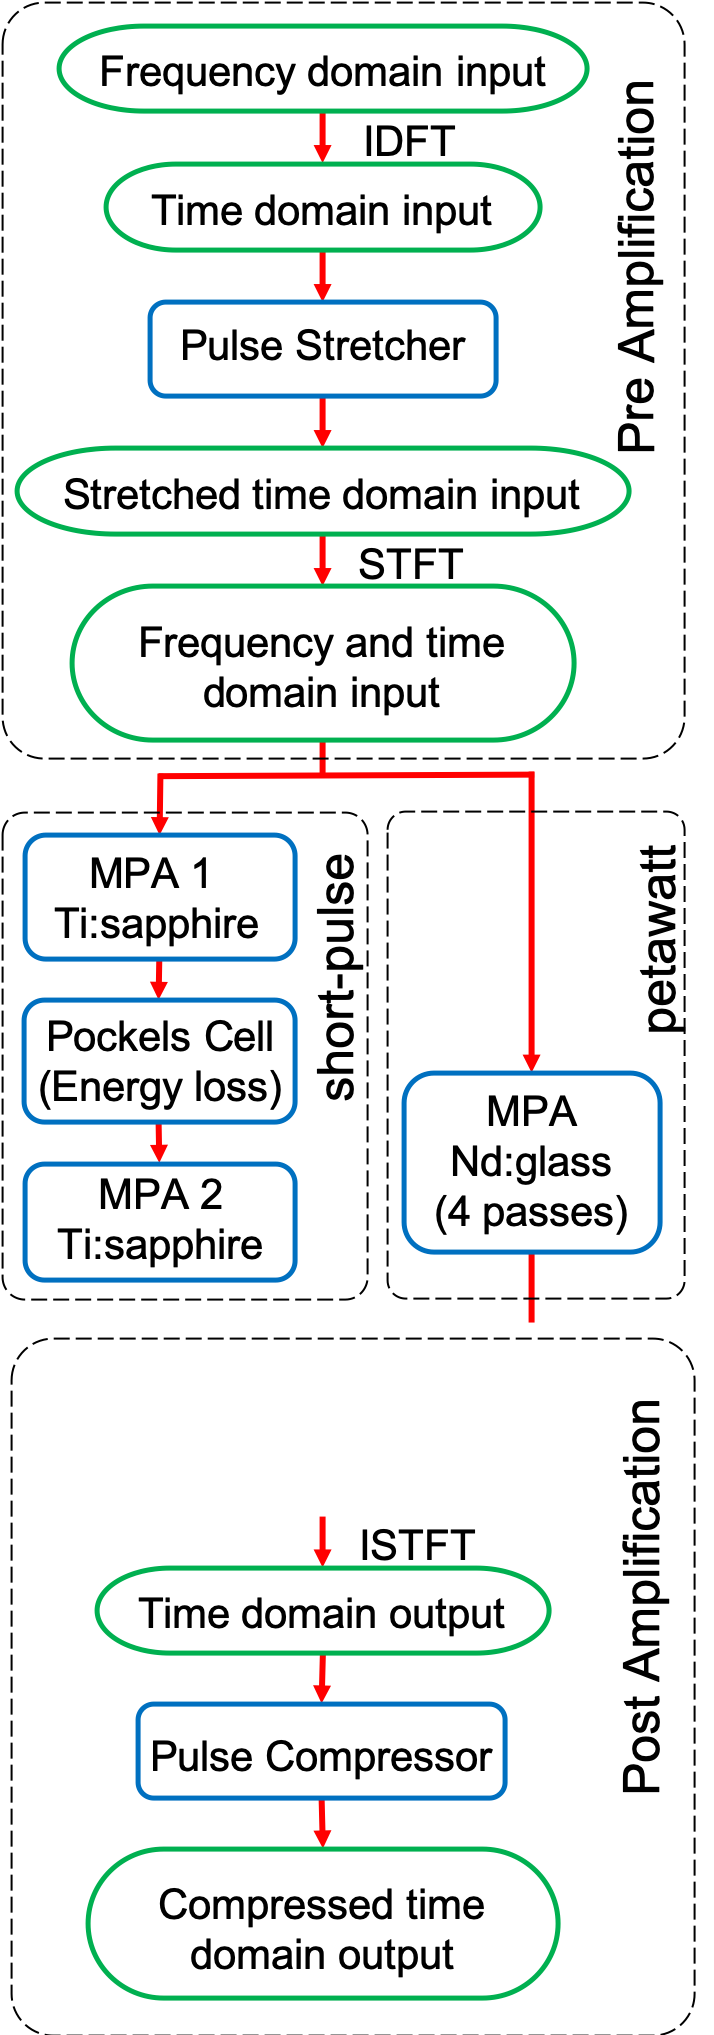 Frequency domain input
IDFT
Time domain input
Pulse Stretcher
Stretched time domain input
STFT
Frequency and time
domain input
Pre Amplification
MPA 1
Ti:sapphire
Pockels Cell
(Energy loss)
MPA 2
Ti:sapphire
short-pulse
MPA
Nd:glass
(4 passes)
petawatt
ISTFT
Time domain output
Pulse Compressor
Compressed time
domain output
Post Amplification